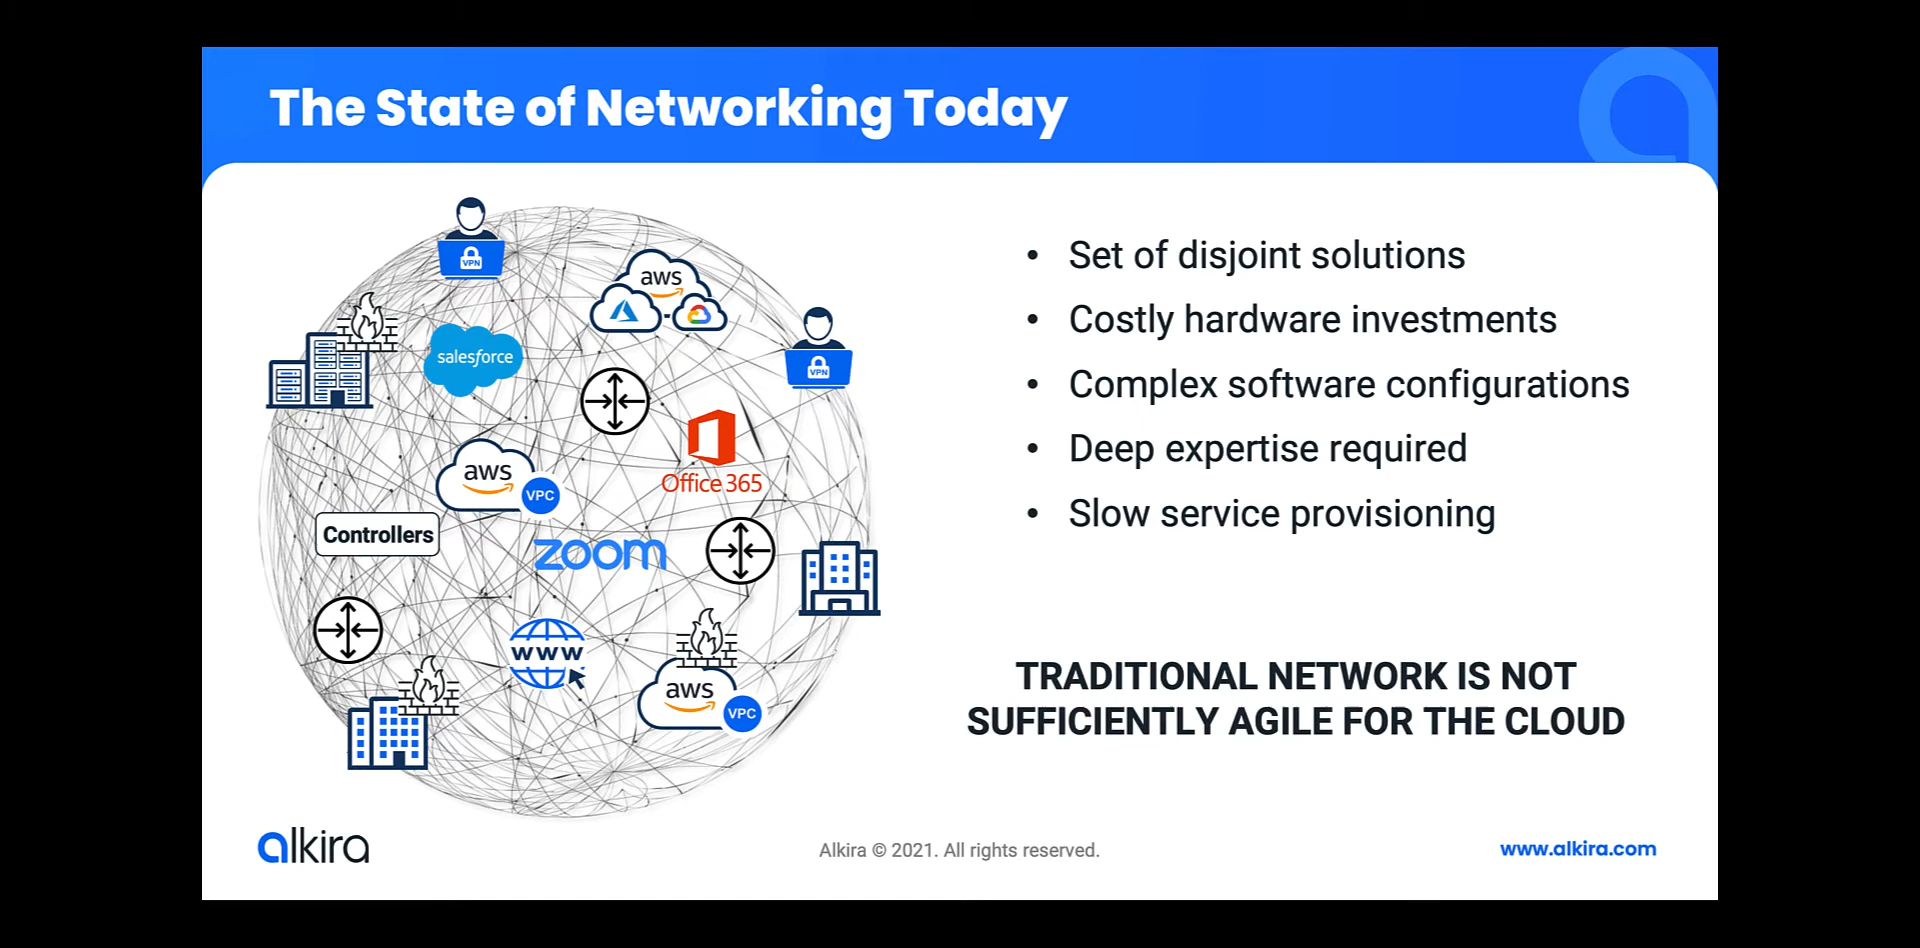 The State of Networking Today
VPN
aws
VPN
salesforce
Office 365
aws
VPC
Controllers
zoom
www
aws
VPC
• Set of disjoint solutions
• Costly hardware investments
• Complex software configurations
• Deep expertise required
• Slow service provisioning
TRADITIONAL NETWORK IS NOT
SUFFICIENTLY AGILE FOR THE CLOUD
alkira
Alkira © 2021. All rights reserved.
www.alkira.com